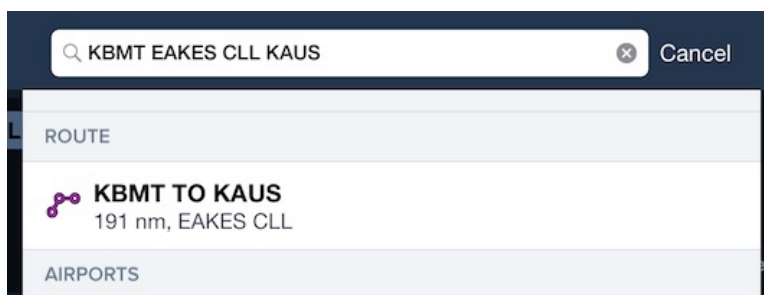 KBMT EAKES CLL KAUS
Cancel
L
ROUTE
KBMT TO KAUS
191 nm, EAKES CLL
AIRPORTS